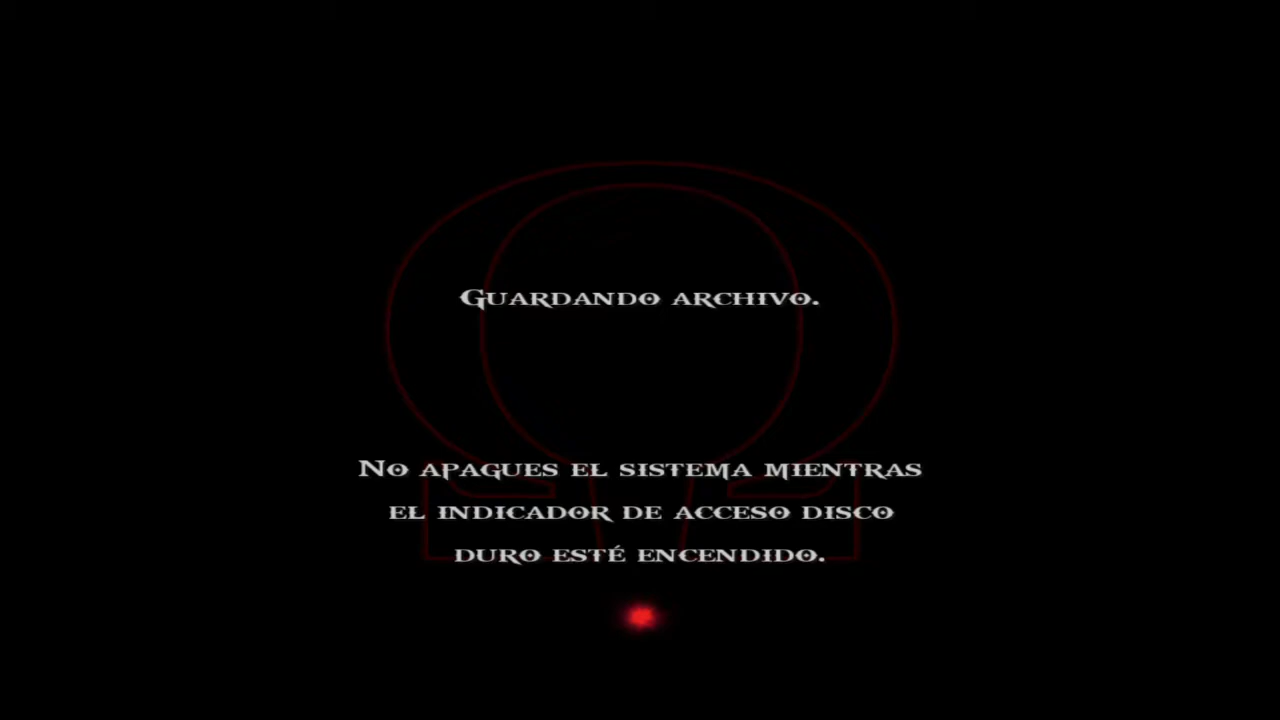 Guardando archivo.
No apagues el sistema mientras
el indicador de acceso disco
duro esté encendido.